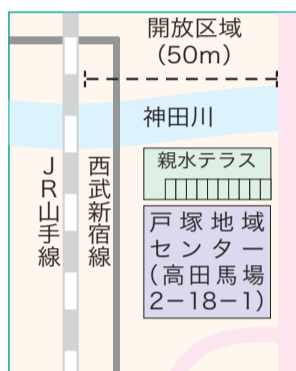 開放区域
（50m）
神田川
親水テラス
JR山手線
西武新宿線
戸塚地域
センター
（高田馬場
2−18−1）